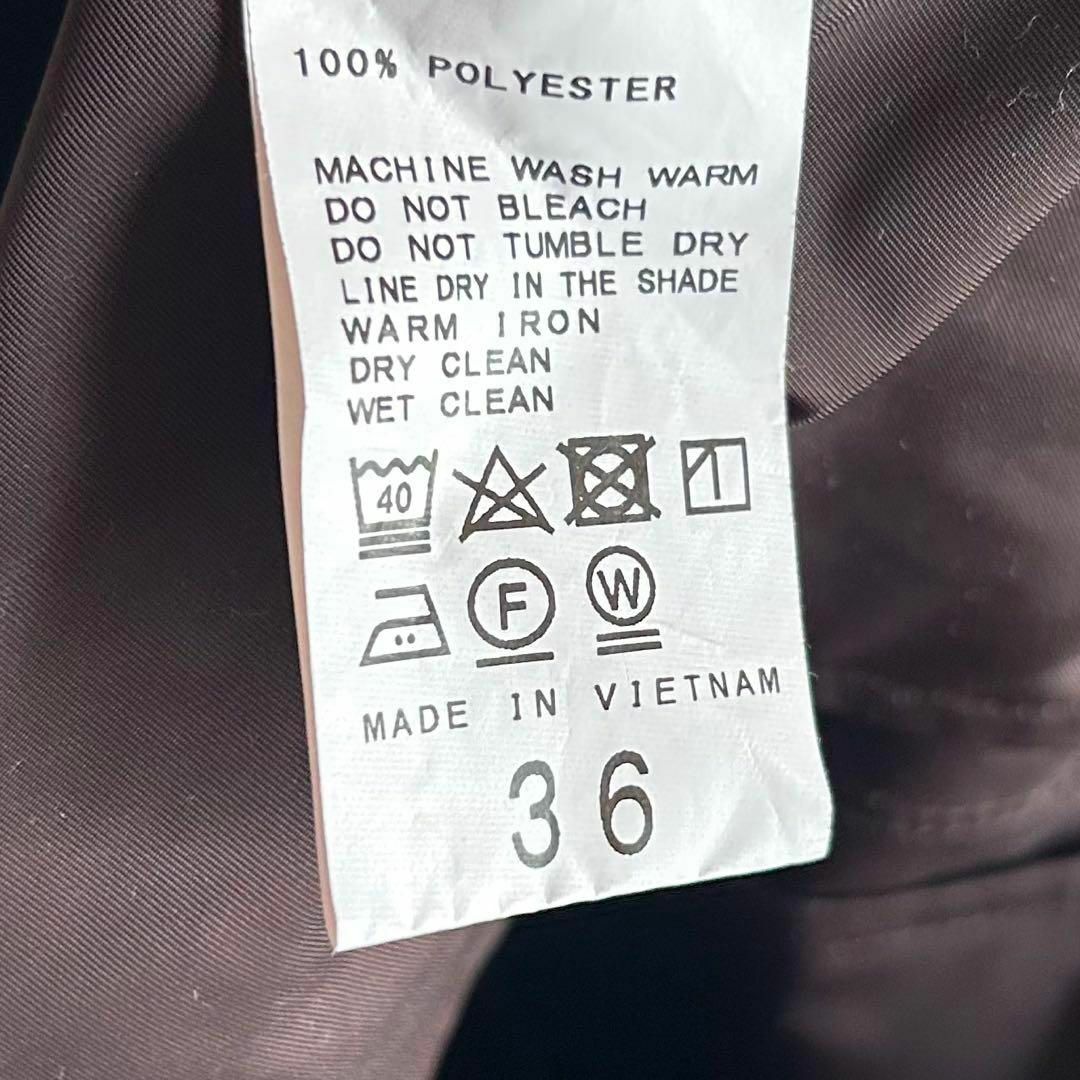 100% POLYESTER
MACHINE WASH WARM
DO NOT BLEACH
DO NOT TUMBLE DRY
LINE DRY IN THE SHADE
WARM IRON
DRY CLEAN
WET CLEAN
40
F W
MADE IN VIETNAM
36